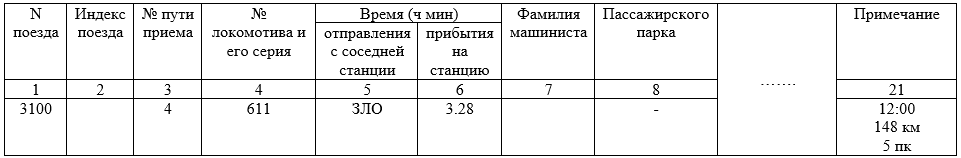 N поезда
Индекс поезда
№ пути приема
№ локомотива и его серия
Время (ч мин)
отправления с соседней станции
прибытия на станцию
Фамилия машиниста
Пассажирского парка
…….
Примечание
1 2 3 4 5 6 7 8 21
3100 4 611 ЗЛО 3.28 - 12:00
148 км
5 пк